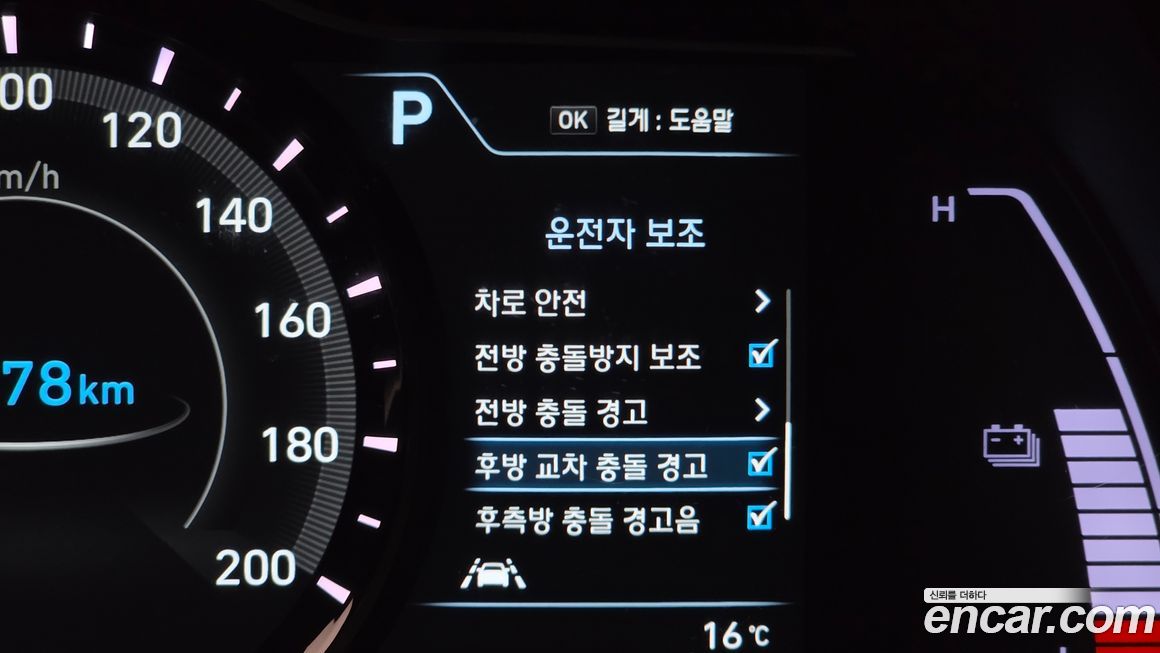 00
120
m/h
140
160
78km
180
200
P
OK 길게 : 도움말
운전자 보조
차로 안전
전방 충돌방지 보조
전방 충돌 경고
후방 교차 충돌 경고
후측방 충돌 경고음
16℃
H
신뢰를 더하다
encar.com